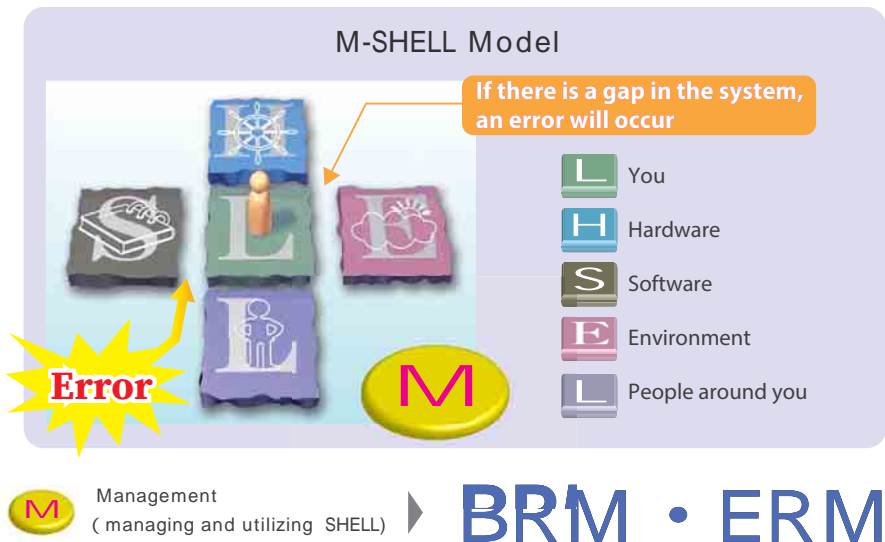 M-SHELL Model
If there is a gap in the system,
an error will occur
H
S
L
E
L
Error
M
L You
H Hardware
S Software
E Environment
L People around you
M Management
( managing and utilizing SHELL)
BRM・ERM